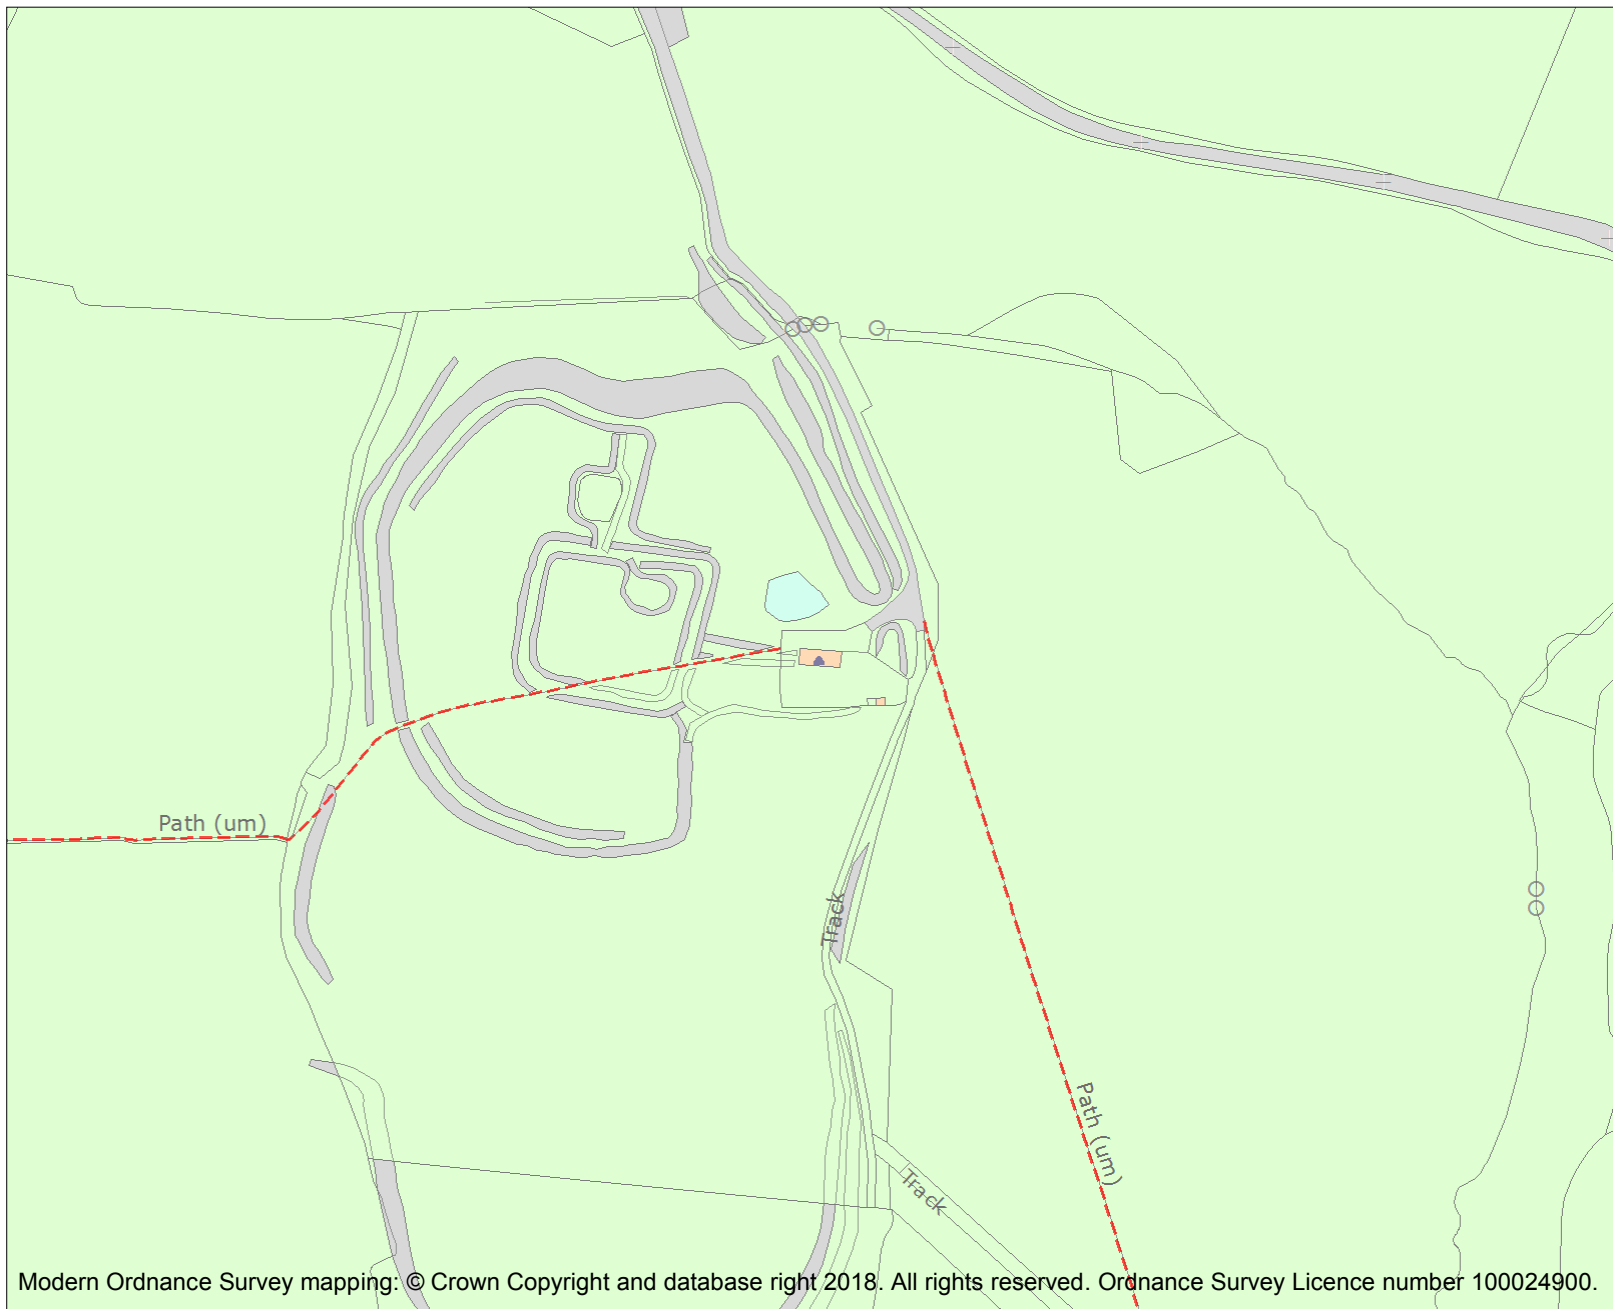 Path (um)
Track
Path (um)
Track
Modern Ordnance Survey mapping: © Crown Copyright and database right 2018. All rights reserved. Ordnance Survey Licence number 100024900.